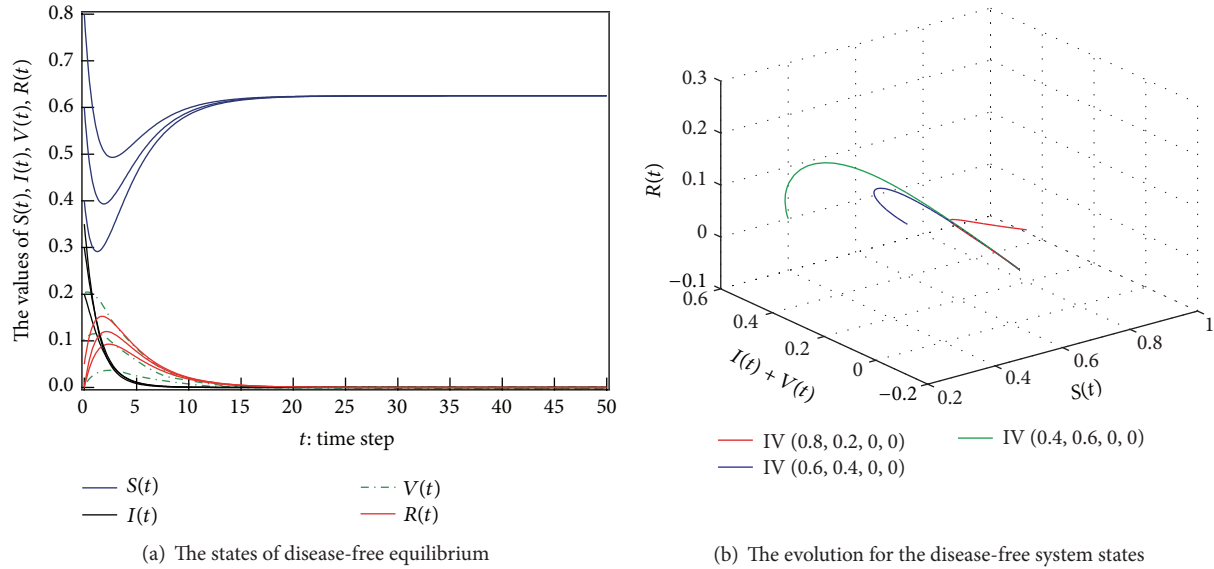 The values of S(t), I(t), V(t), R(t)
0.8
0.7
0.6
0.5
0.4
0.3
0.2
0.1
0.0
0 5 10 15 20 25 30 35 40 45 50
t: time step
S(t)
V(t)
I(t)
R(t)
(a) The states of disease-free equilibrium
R(t)
0.3
0.2
0.1
0
−0.1
0.6
0.4
0.2
0
−0.2
I(t) + V(t)
0.2
0.4
0.6
0.8
1
S(t)
IV (0.8, 0.2, 0, 0)
IV (0.4, 0.6, 0, 0)
IV (0.6, 0.4, 0, 0)
(b) The evolution for the disease-free system states